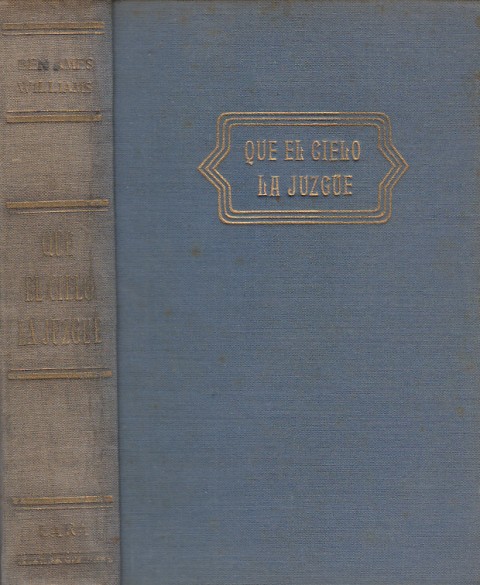 BEN AMES
WILLIAMS
QUE
EL CIELO
LA JUZGUE
QUE EL CIELO
LA JUZGUE